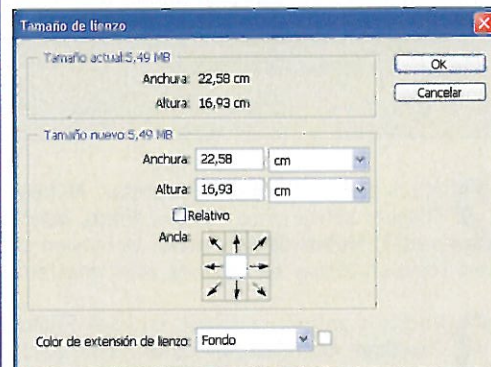 Tamaño de lienzo
Tamaño actual:5,49 MB
Anchura: 22,58 cm
Altura: 16,93 cm
OK
Cancelar
Tamaño nuevo:5,49 MB
Anchura: 22,58 cm
Altura: 16,93 cm
Relativo
Ancla:
Color de extensión de lienzo: Fondo